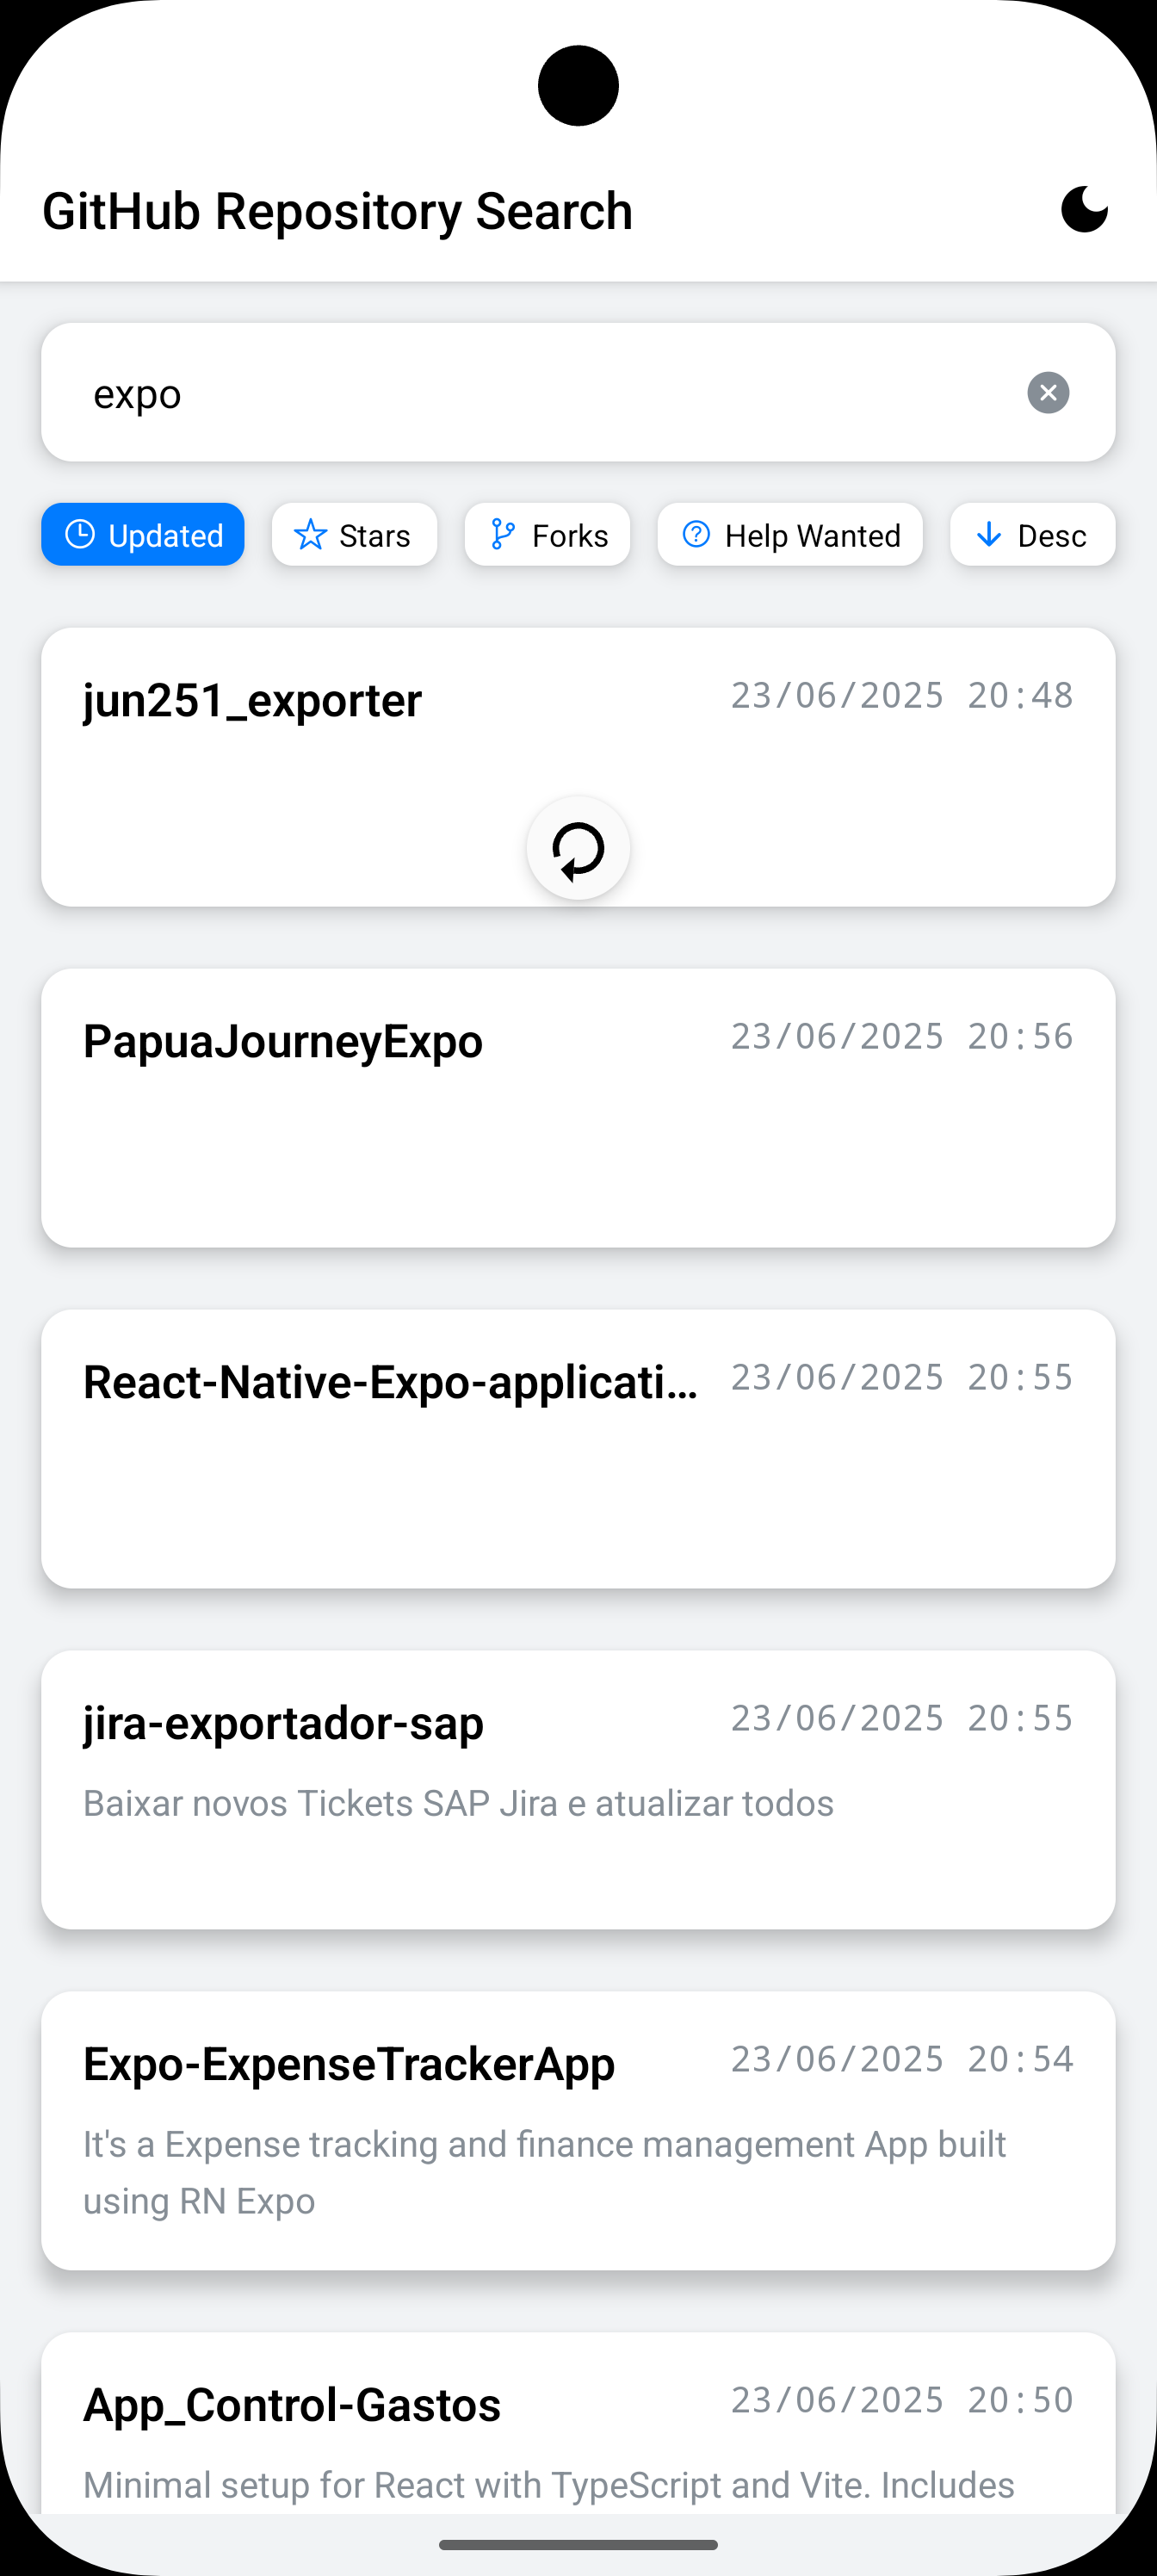 GitHub Repository Search
expo
Updated Stars Forks Help Wanted Desc
jun251_exporter 23/06/2025 20:48
PapuaJourneyExpo 23/06/2025 20:56
React-Native-Expo-applicati... 23/06/2025 20:55
jira-exportador-sap 23/06/2025 20:55
Baixar novos Tickets SAP Jira e atualizar todos
Expo-ExpenseTrackerApp 23/06/2025 20:54
It's a Expense tracking and finance management App built
using RN Expo
App_Control-Gastos 23/06/2025 20:50
Minimal setup for React with TypeScript and Vite. Includes